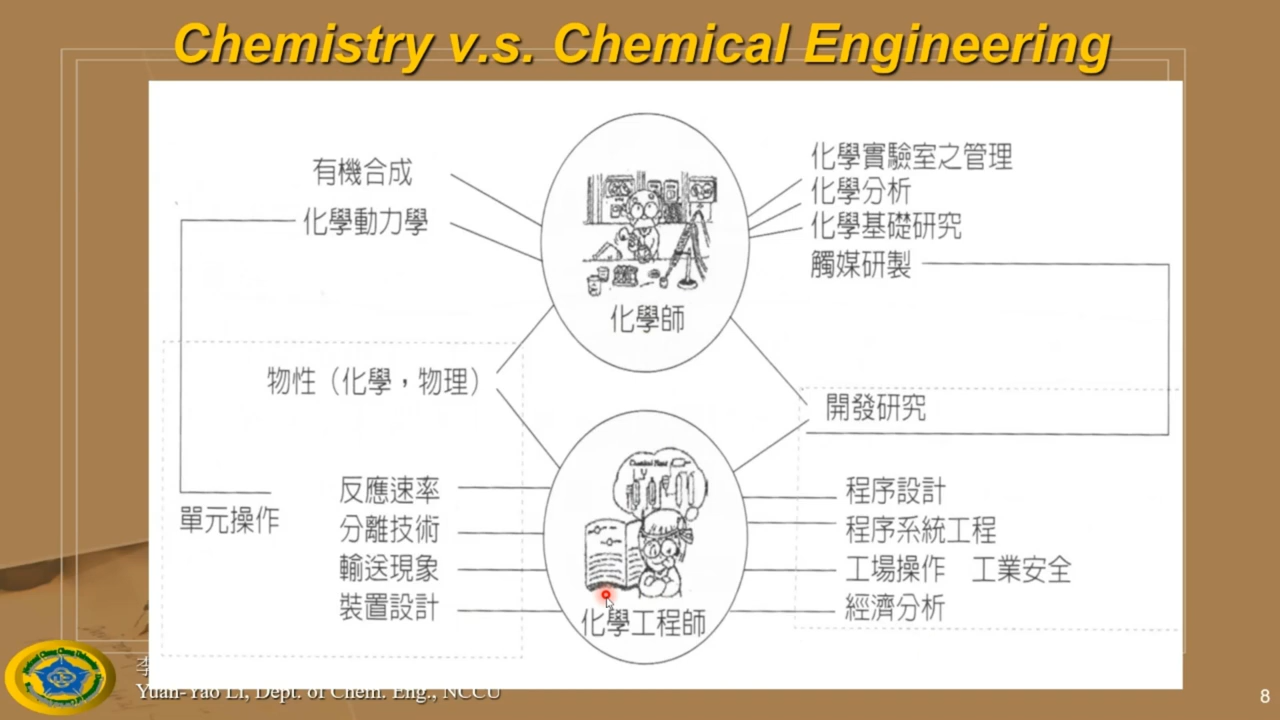 Chemistry v.s. Chemical Engineering
有機合成
化學動力學
化學實驗室之管理
化學分析
化學基礎研究
觸媒研製
化學師
物性（化學，物理）
開發研究
單元操作
反應速率
分離技術
輸送現象
裝置設計
Chemical Plant
化學工程師
程序設計
程序系統工程
工場操作 工業安全
經濟分析
李
Yuan-Yao Li, Dept. of Chem. Eng., NCCU
8